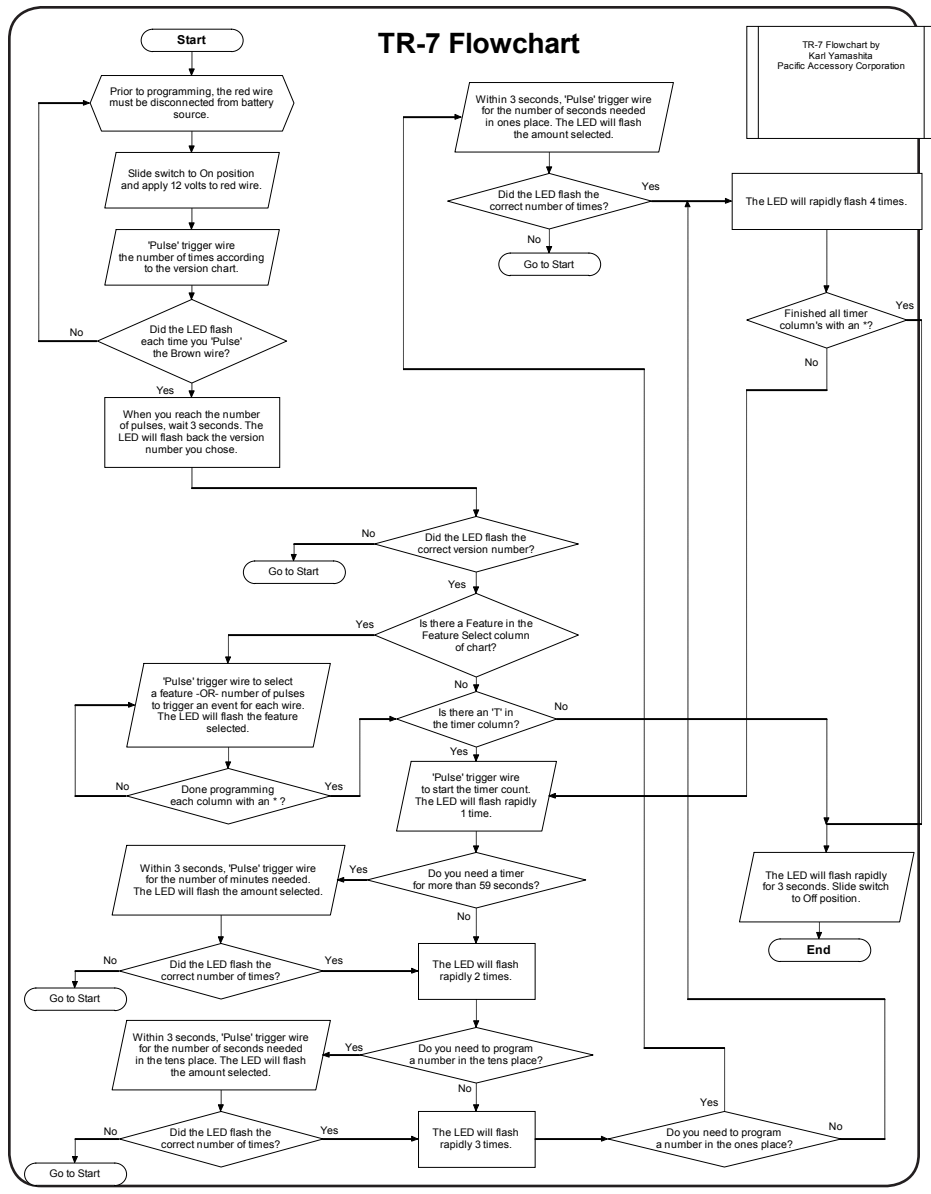 TR-7 Flowchart
TR-7 Flowchart by
Karl Yamashita
Pacific Accessory Corporation
Start
Prior to programming, the red wire
must be disconnected from battery
source.
Slide switch to On position
and apply 12 volts to red wire.
'Pulse' trigger wire
the number of times according
to the version chart.
Did the LED flash
each time you 'Pulse'
the Brown wire?
No
Yes
When you reach the number
of pulses, wait 3 seconds. The
LED will flash back the version
number you chose.
Did the LED flash the
correct version number?
No
Go to Start
Yes
Is there a Feature in the
Feature Select column
of chart?
Yes
No
'Pulse' trigger wire to select
a feature -OR- number of pulses
to trigger an event for each wire.
The LED will flash the feature
selected.
Done programming
each column with an * ?
No
Yes
Is there an 'T' in
the timer column?
No
Yes
'Pulse' trigger wire
to start the timer count.
The LED will flash rapidly
1 time.
Do you need a timer
for more than 59 seconds?
Yes
No
Within 3 seconds, 'Pulse' trigger wire
for the number of minutes needed.
The LED will flash the amount selected.
Did the LED flash the
correct number of times?
No
Go to Start
Yes
The LED will flash
rapidly 2 times.
Do you need to program
a number in the tens place?
Yes
No
Within 3 seconds, 'Pulse' trigger wire
for the number of seconds needed
in the tens place. The LED will flash
the amount selected.
Did the LED flash the
correct number of times?
No
Go to Start
Yes
The LED will flash
rapidly 3 times.
Do you need to program
a number in the ones place?
Yes
No
Within 3 seconds, 'Pulse' trigger wire
for the number of seconds needed
in ones place. The LED will flash
the amount selected.
Did the LED flash the
correct number of times?
Yes
No
Go to Start
The LED will rapidly flash 4 times.
Finished all timer
column's with an *?
Yes
No
The LED will flash rapidly
for 3 seconds. Slide switch
to Off position.
End